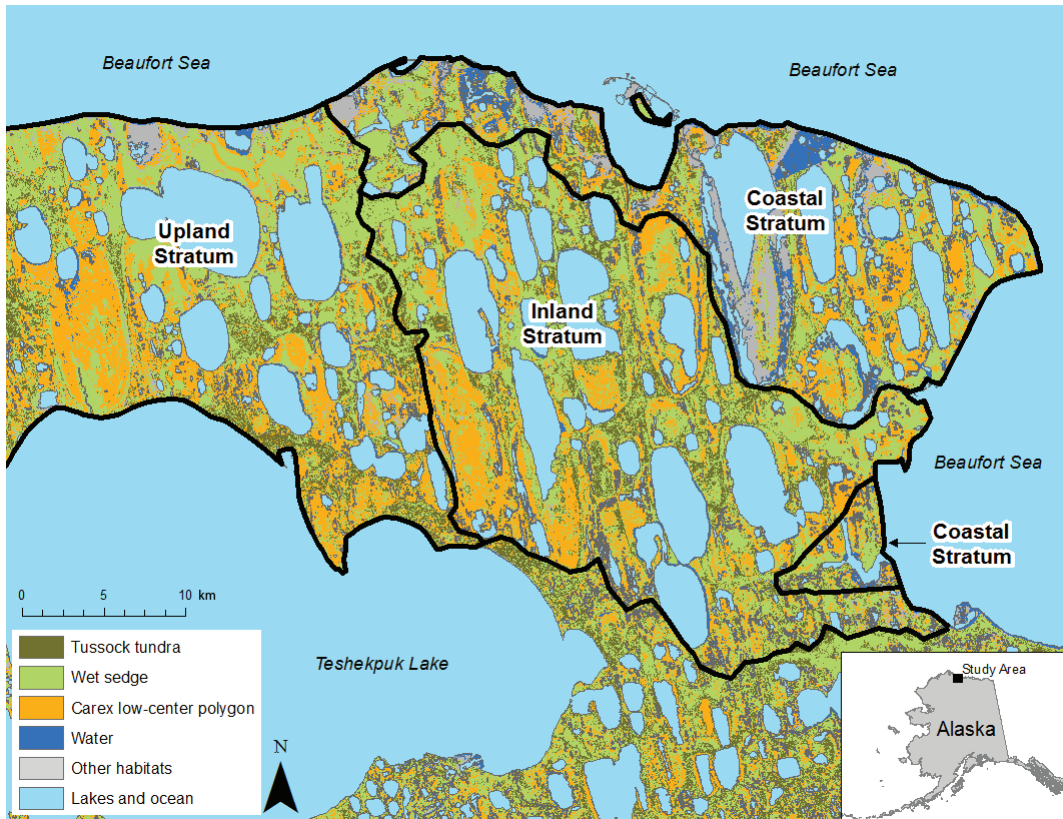 Beaufort Sea
Beaufort Sea
Upland
Stratum
Coastal
Stratum
Inland
Stratum
Beaufort Sea
Coastal
Stratum
0 5 10 km
Teshekpuk Lake
Tussock tundra
Wet sedge
Carex low-center polygon
Water
Other habitats
Lakes and ocean
N
Study Area
Alaska